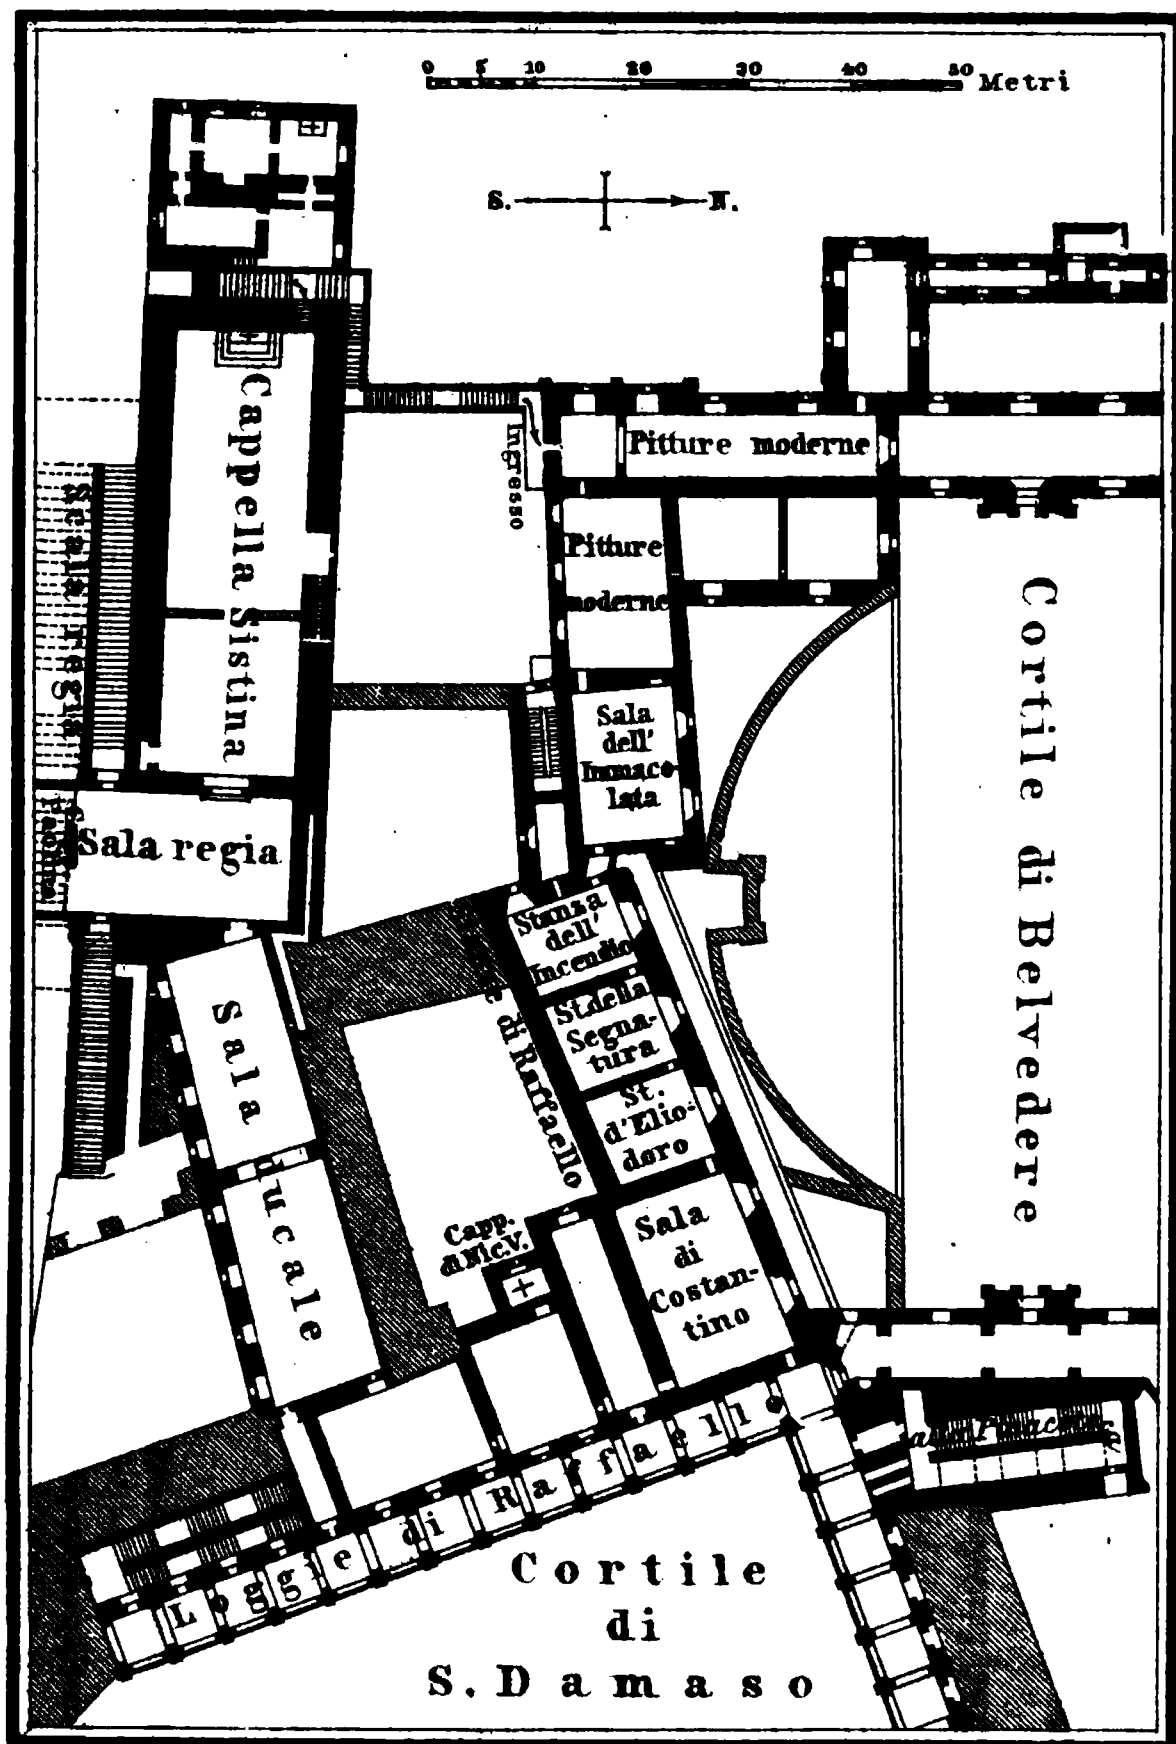 0 5 10 20 30 40 50 Metri
S. N.
Cappella Sistina
Ingresso
Pitture moderne
Pitture
moderne
Scala regia
Cortile di Belvedere
Sala
dell'
Immaco-
lata
Sala regia
Stanza
dell'
Incendio
St. della
Segna-
tura
St.
d'Elio-
doro
di Raffaello
Sala
ducale
Capp.
di Nic. V.
Sala
di
Costan-
tino
Loggie di Raffaello
Cortile
di
S. Damaso